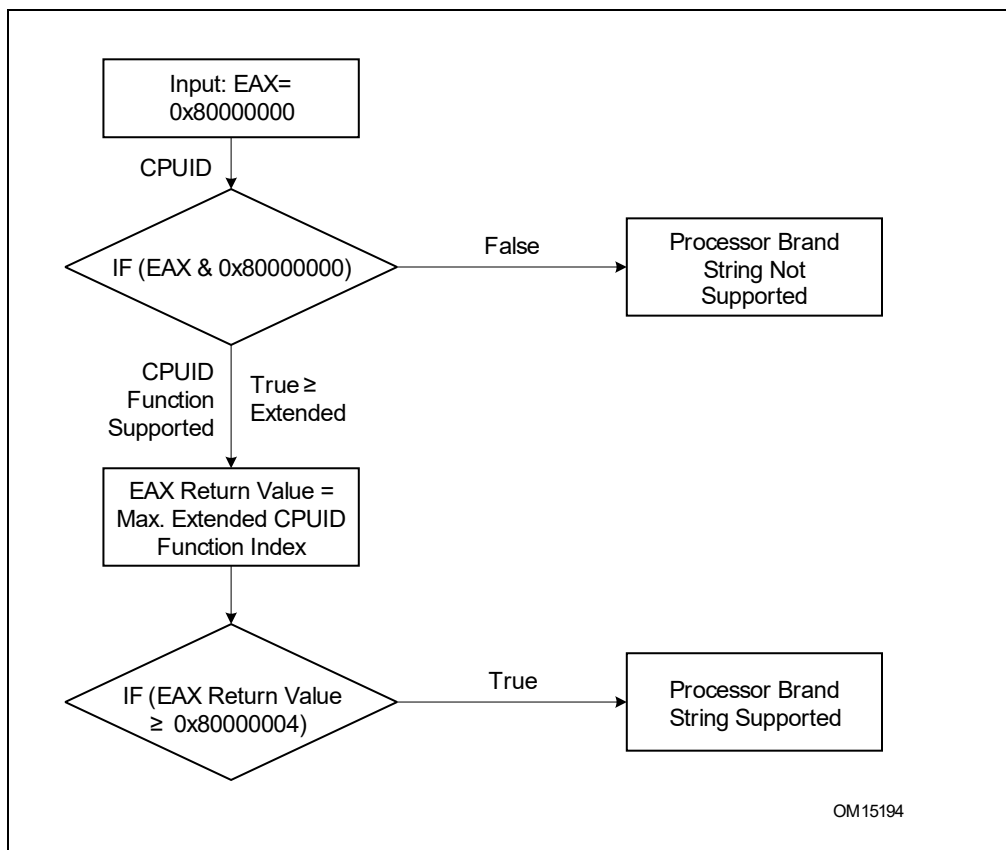 Input: EAX=
0x80000000
CPUID
IF (EAX & 0x80000000)
False
Processor Brand
String Not
Supported
CPUID
Function
Supported
True ≥
Extended
EAX Return Value =
Max. Extended CPUID
Function Index
IF (EAX Return Value
≥ 0x80000004)
True
Processor Brand
String Supported
OM15194